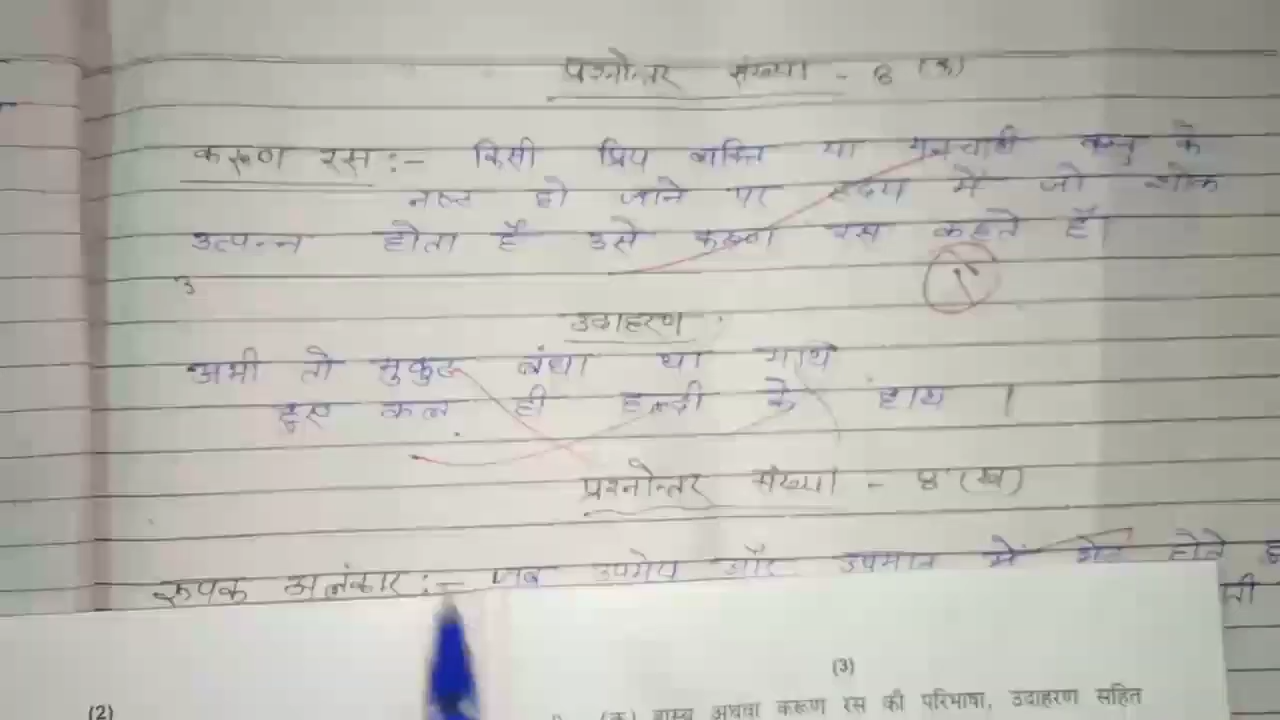 प्रश्नोत्तर संख्या - 8 (क)
करूण रस :- किसी प्रिय व्यक्ति या मनचाही वस्तु के
नष्ट हो जाने पर हृदय में जो शोक
उत्पन्न होता है उसे करूण रस कहते हैं।
उदाहरण :
अभी तो मुकुट बंधा था माथे
हुए कल ही हल्दी के हाथ ।
प्रश्नोत्तर संख्या - 8 (ख)
रूपक अलंकार :- जब उपमेय और उपमान में भेद होते
(3)
(2)
(क) हास्य अथवा करूण रस की परिभाषा, उदाहरण सहित